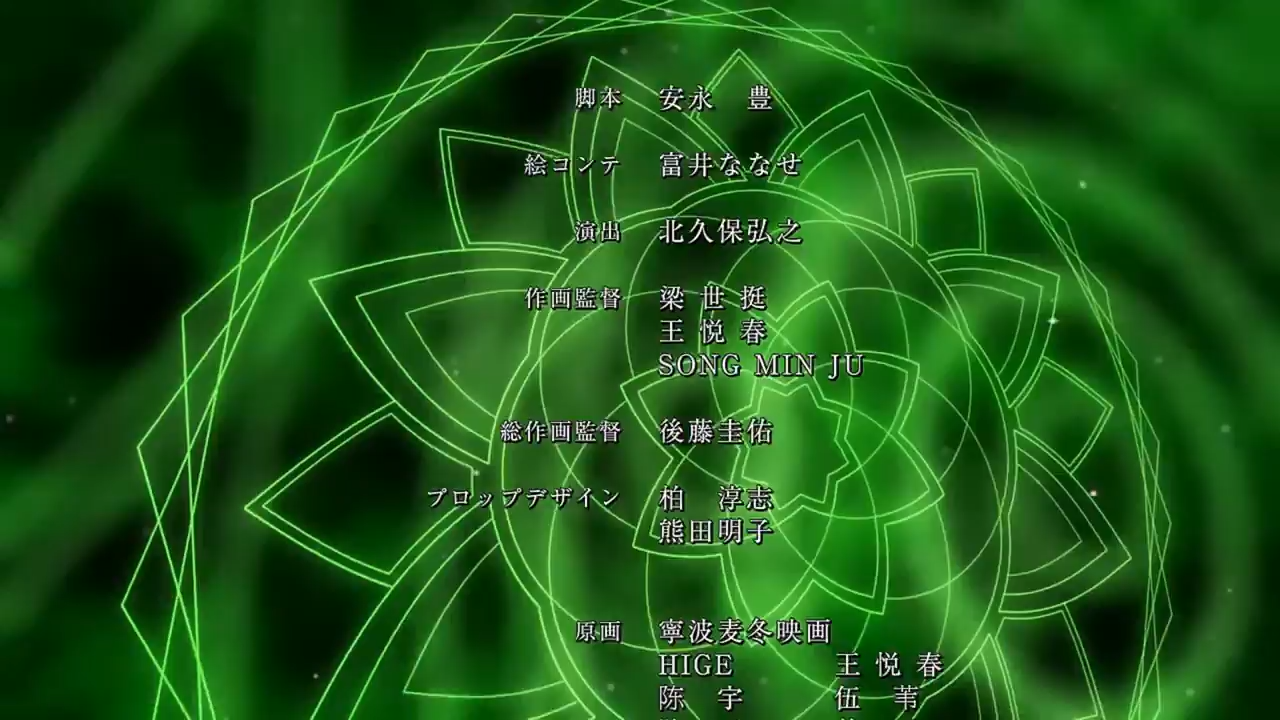 脚本 安永 豊
絵コンテ 富井ななせ
演出 北久保弘之
作画監督 梁世挺
王悦春
SONG MIN JU
総作画監督 後藤圭佑
プロップデザイン 柏 淳志
熊田明子
原画 寧波麦冬映画
HIGE 王悦春
陈 宇 伍 苇